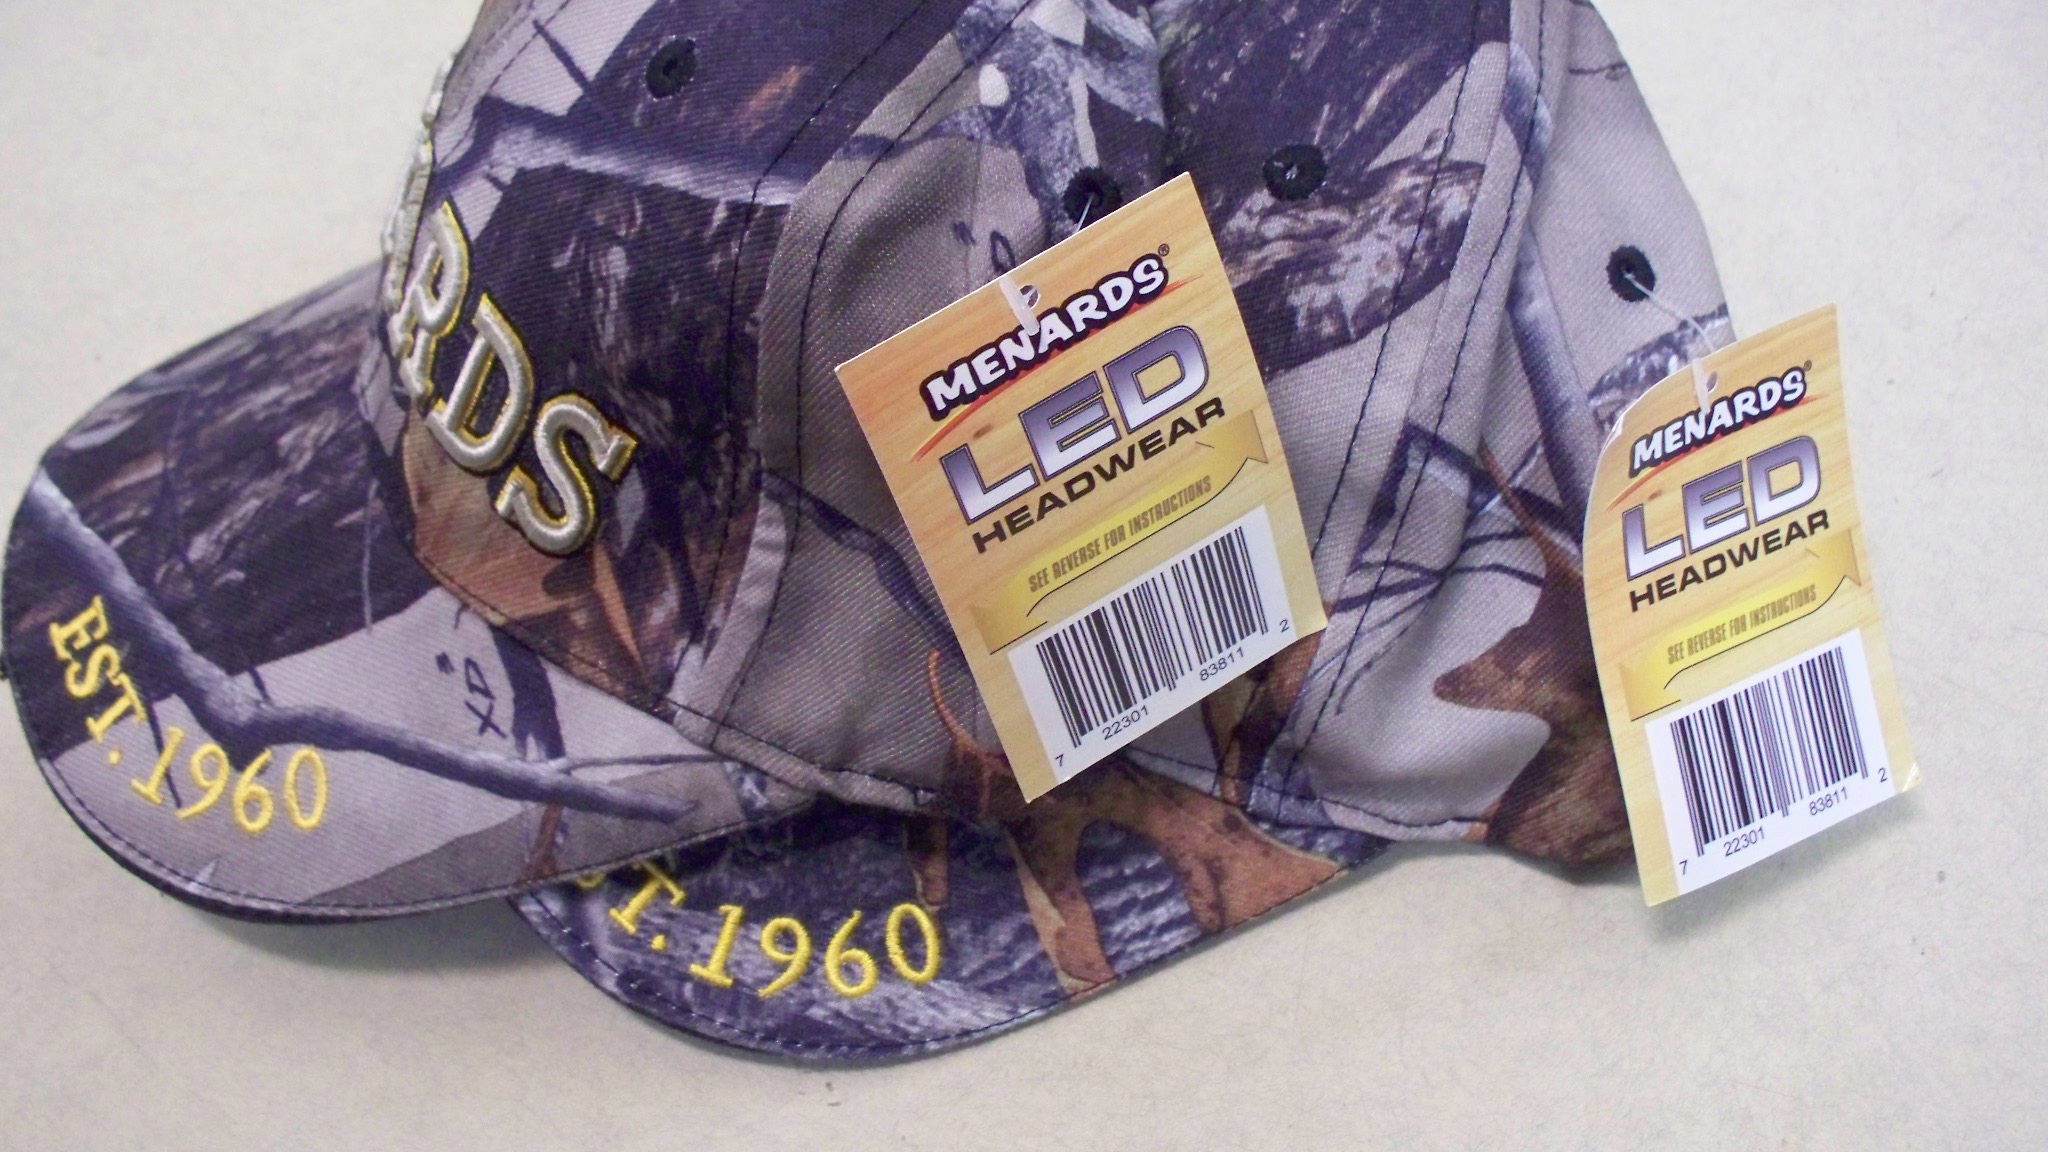 RDS
EST. 1960
ST. 1960
XD
MENARDS®
LED
HEADWEAR
SEE REVERSE FOR INSTRUCTIONS
7 22301 83811 2
MENARDS®
LED
HEADWEAR
SEE REVERSE FOR INSTRUCTIONS
7 22301 83811 2